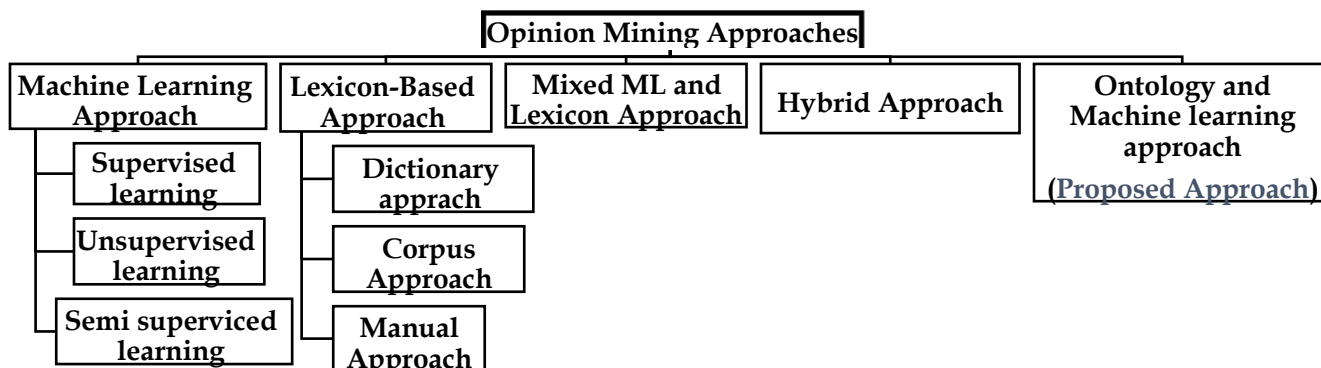 Opinion Mining Approaches
Machine Learning
Approach
Supervised
learning
Unsupervised
learning
Semi superviced
learning
Lexicon-Based
Approach
Dictionary
apprach
Corpus
Approach
Manual
Approach
Mixed ML and
Lexicon Approach
Hybrid Approach
Ontology and
Machine learning
approach
(Proposed Approach)